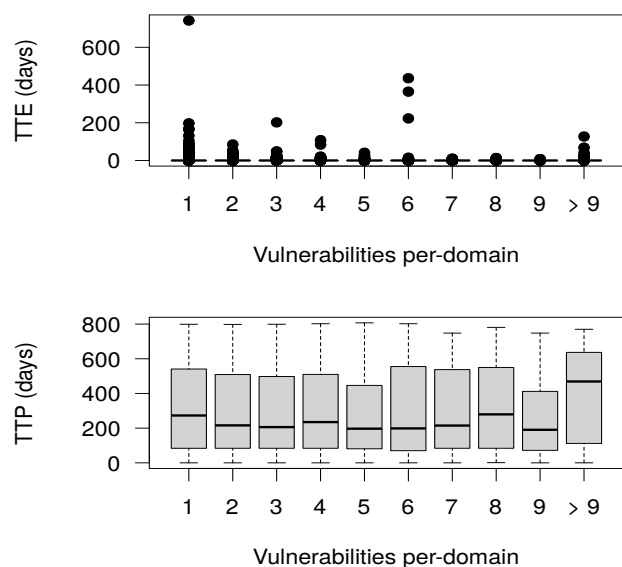 TTE (days)
600
400
200
0
1 2 3 4 5 6 7 8 9 > 9
Vulnerabilities per-domain
TTP (days)
800
600
400
200
0
1 2 3 4 5 6 7 8 9 > 9
Vulnerabilities per-domain